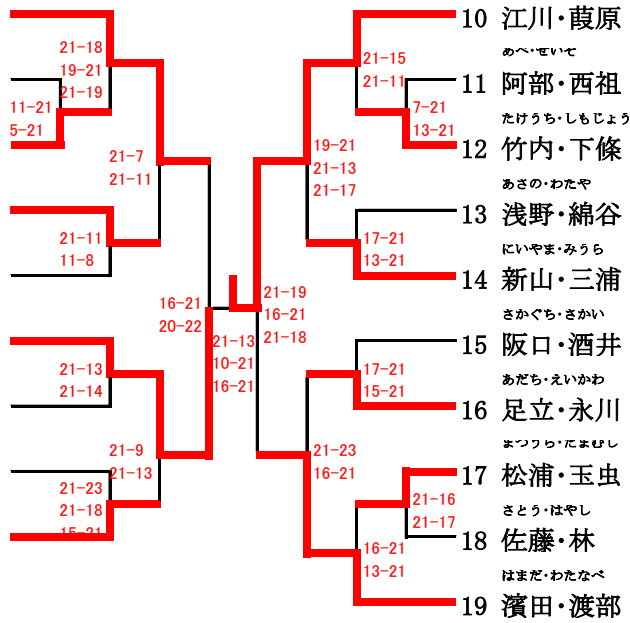 10 江川・葭原
21-18
21-15
19-21
21-11
あべ・せいそ
11 阿部・西祖
21-19
11-21
7-21
たけうち・しもじょう
5-21
13-21
12 竹内・下條
19-21
21-7
21-13
21-11
21-17
あさの・わたや
13 浅野・綿谷
21-11
17-21
にいやま・みうら
11-8
13-21
14 新山・三浦
21-19
16-21
16-21
さかぐち・さかい
20-22
21-18
21-13
15 阪口・酒井
10-21
21-13
17-21
あだち・えいかわ
16-21
21-14
15-21
16 足立・永川
まつうら・たまむし
21-9
21-23
21-13
16-21
17 松浦・玉虫
21-23
21-16
さとう・はやし
21-18
21-17
15-21
18 佐藤・林
16-21
13-21
はまだ・わたなべ
19 濱田・渡部